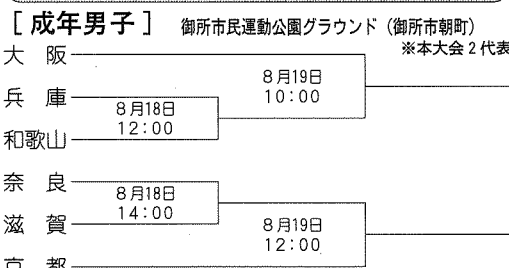 [成年男子] 御所市民運動公園グラウンド（御所市朝町）
※本大会２代表
大　阪
8月19日
10：00
兵　庫
8月18日
12：00
和歌山
奈　良
8月18日
14：00
滋　賀
8月19日
12：00
京　都